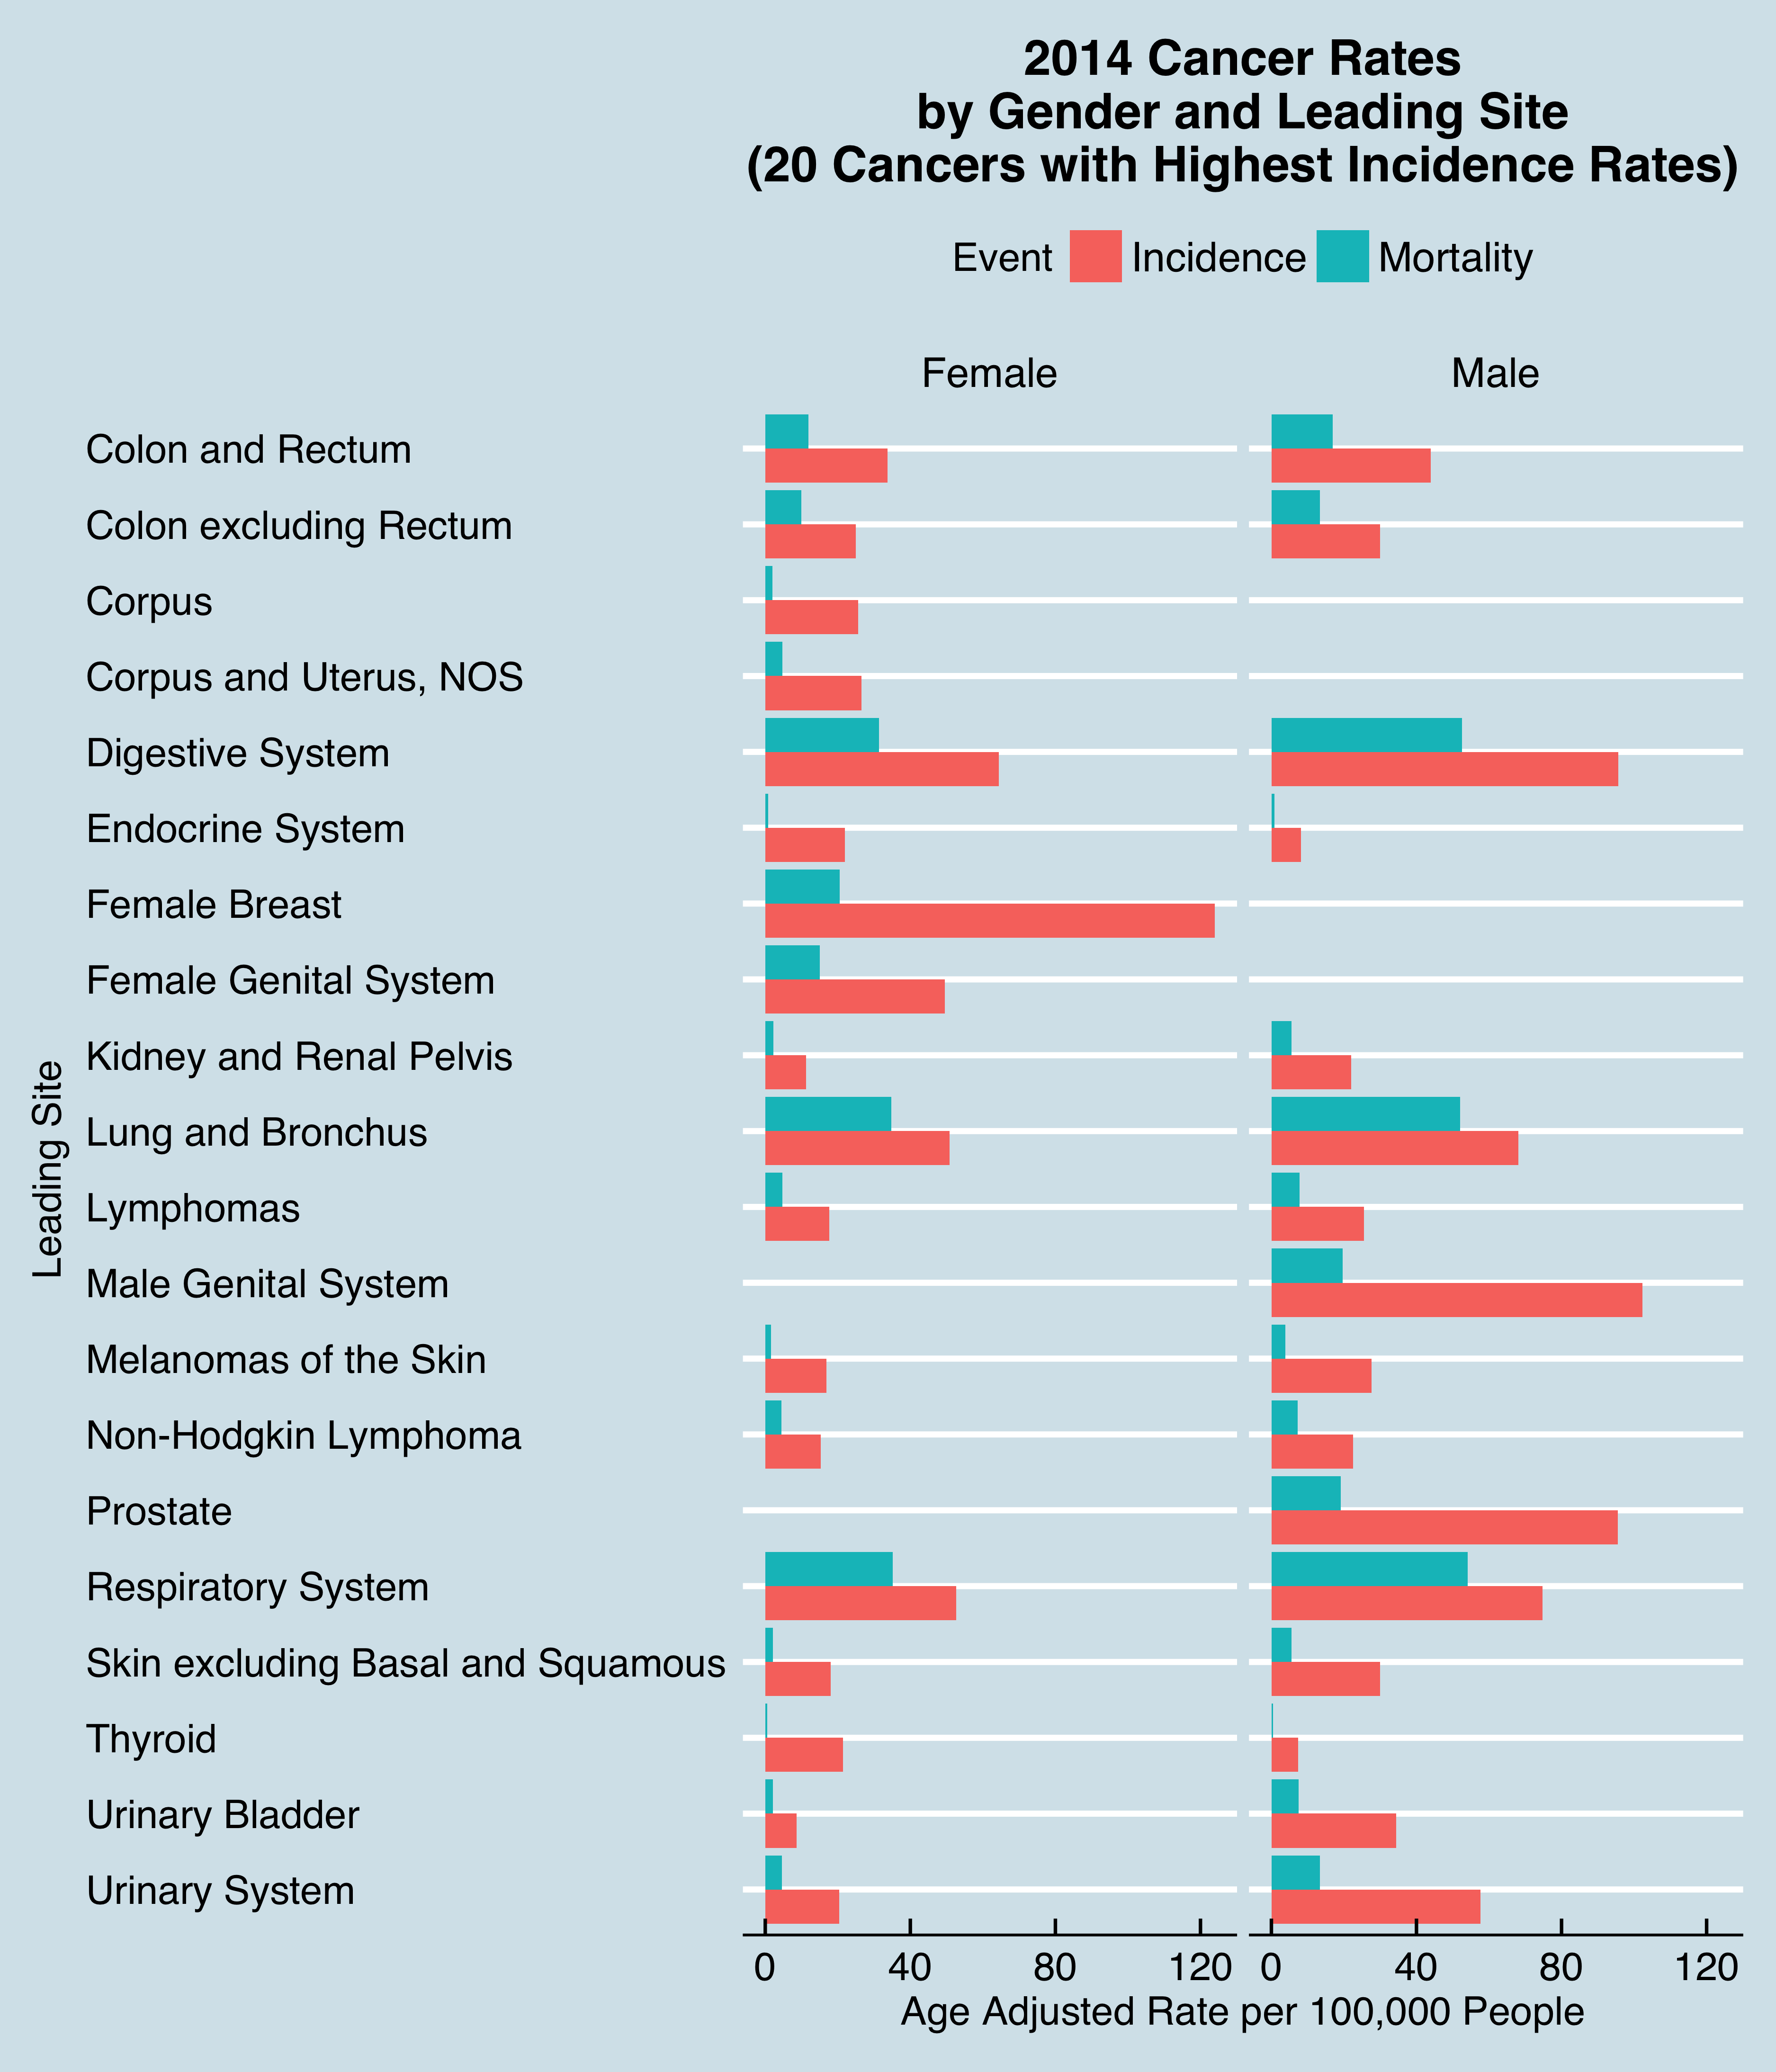 2014 Cancer Rates
by Gender and Leading Site
(20 Cancers with Highest Incidence Rates)
Event Incidence Mortality
Female Male
Leading Site
Colon and Rectum
Colon excluding Rectum
Corpus
Corpus and Uterus, NOS
Digestive System
Endocrine System
Female Breast
Female Genital System
Kidney and Renal Pelvis
Lung and Bronchus
Lymphomas
Male Genital System
Melanomas of the Skin
Non-Hodgkin Lymphoma
Prostate
Respiratory System
Skin excluding Basal and Squamous
Thyroid
Urinary Bladder
Urinary System
0 40 80 120 0 40 80 120
Age Adjusted Rate per 100,000 People